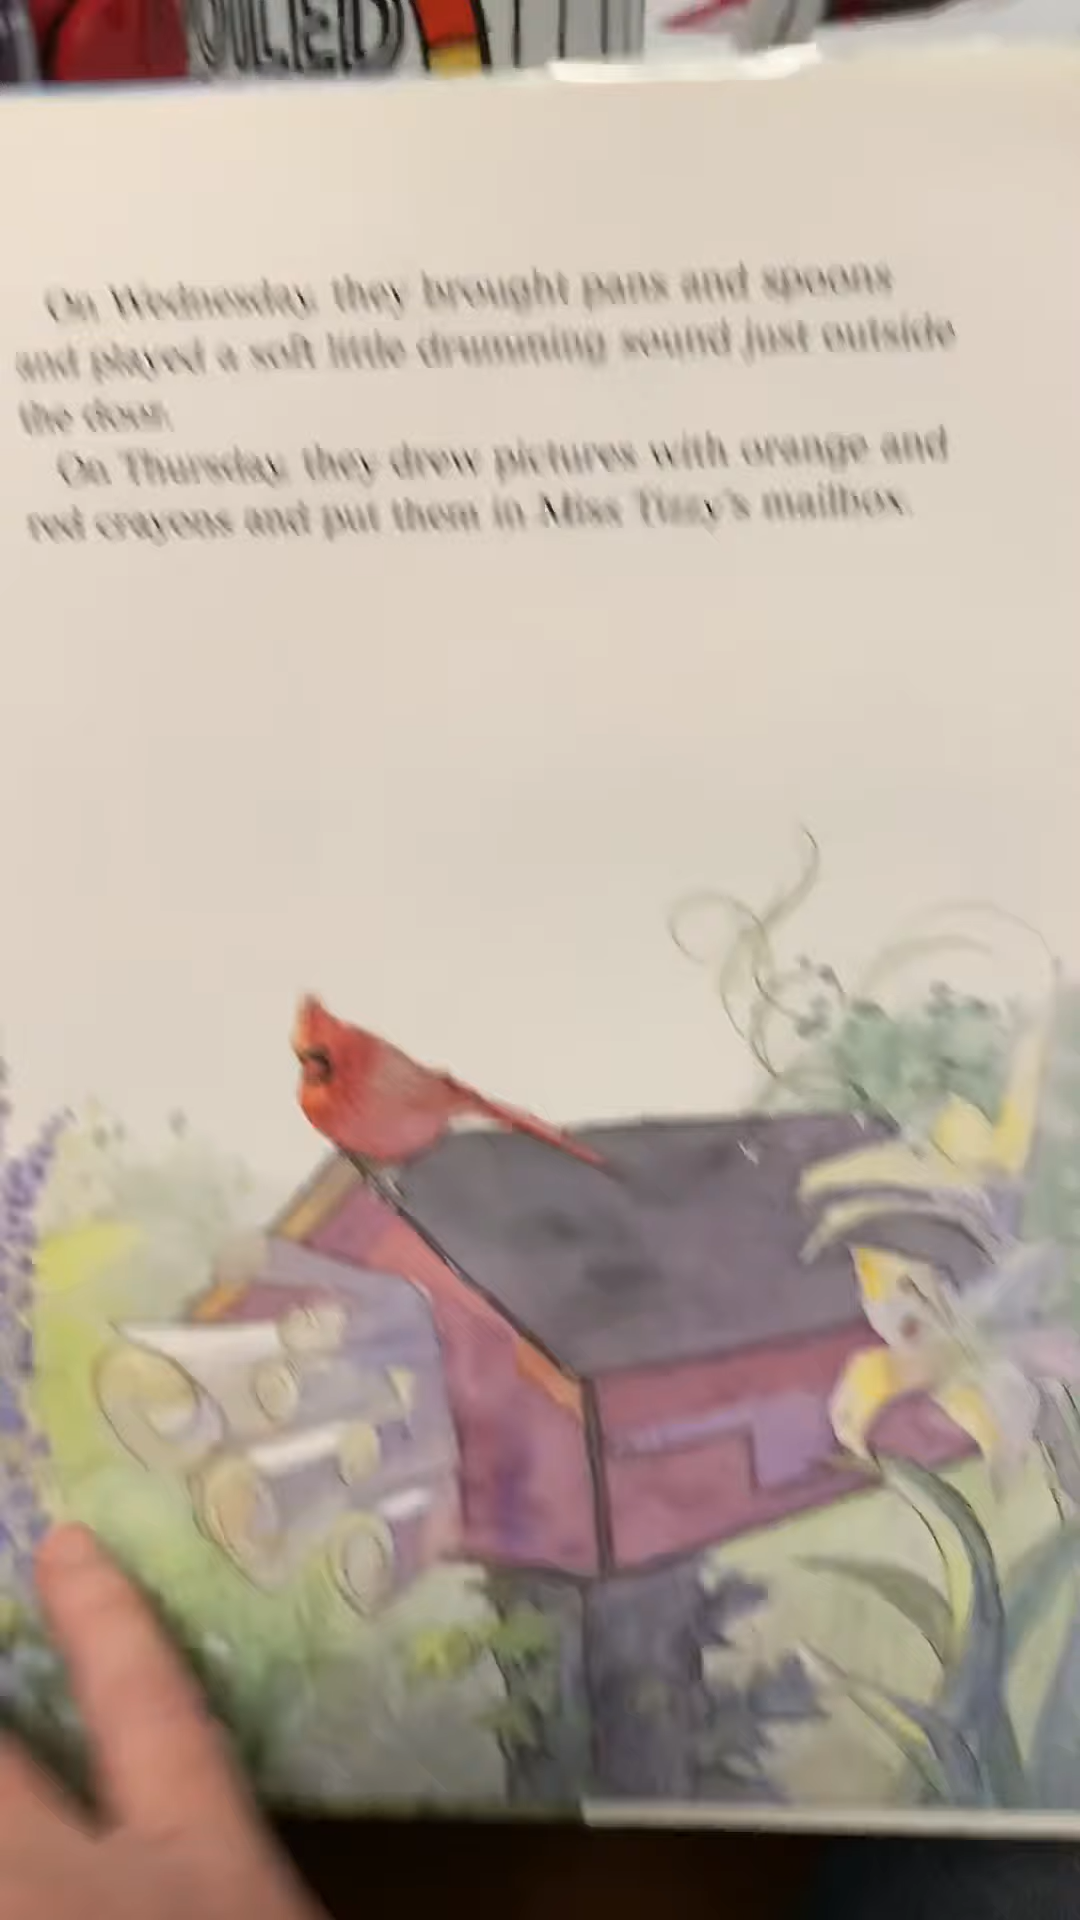 OILED
On Wednesday, they brought pans and spoons
and played a soft little drumming sound just outside
the door.
On Thursday, they drew pictures with orange and
red crayons and put them in Miss Tizzy's mailbox.